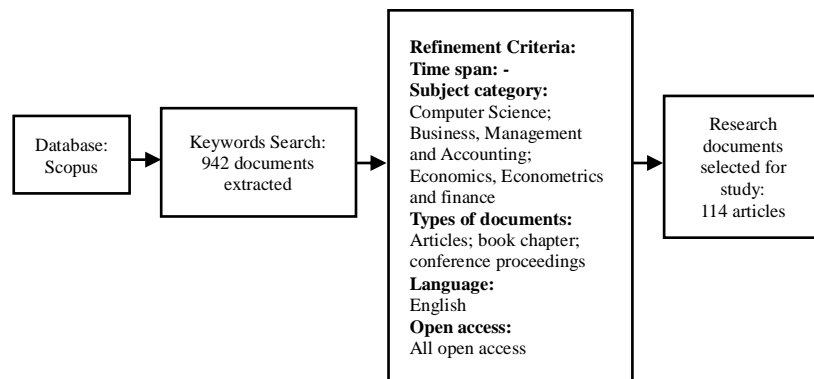 Database:
Scopus
Keywords Search:
942 documents
extracted
Refinement Criteria:
Time span: -
Subject category:
Computer Science;
Business, Management
and Accounting;
Economics, Econometrics
and finance
Types of documents:
Articles; book chapter;
conference proceedings
Language:
English
Open access:
All open access
Research
documents
selected for
study:
114 articles